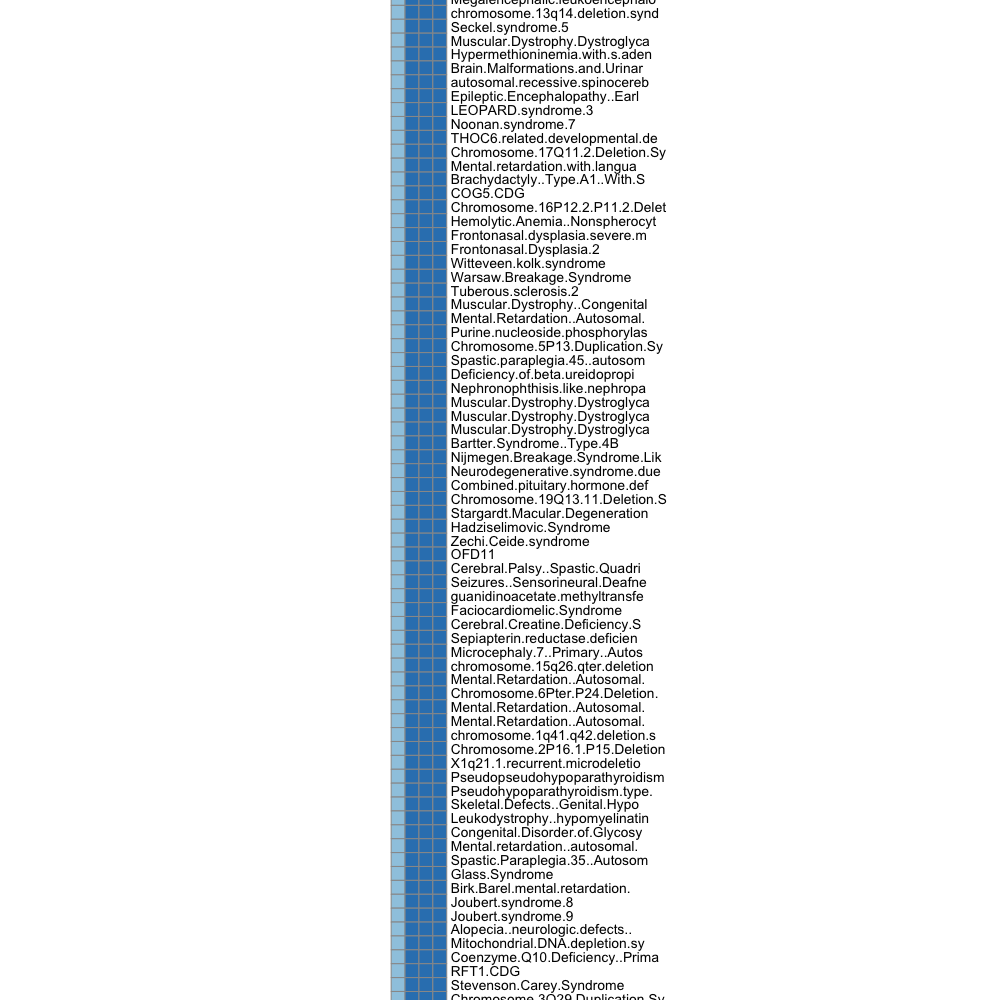 Megalencephalic.leukoencephalo
chromosome.13q14.deletion.synd
Seckel.syndrome.5
Muscular.Dystrophy.Dystroglyca
Hypermethioninemia.with.s.aden
Brain.Malformations.and.Urinar
autosomal.recessive.spinocereb
Epileptic.Encephalopathy..Earl
LEOPARD.syndrome.3
Noonan.syndrome.7
THOC6.related.developmental.de
Chromosome.17Q11.2.Deletion.Sy
Mental.retardation.with.langua
Brachydactyly..Type.A1..With.S
COG5.CDG
Chromosome.16P12.2.P11.2.Delet
Hemolytic.Anemia..Nonspherocyt
Frontonasal.dysplasia.severe.m
Frontonasal.Dysplasia.2
Witteveen.kolk.syndrome
Warsaw.Breakage.Syndrome
Tuberous.sclerosis.2
Muscular.Dystrophy..Congenital
Mental.Retardation..Autosomal.
Purine.nucleoside.phosphorylas
Chromosome.5P13.Duplication.Sy
Spastic.paraplegia.45..autosom
Deficiency.of.beta.ureidopropi
Nephronophthisis.like.nephropa
Muscular.Dystrophy.Dystroglyca
Muscular.Dystrophy.Dystroglyca
Muscular.Dystrophy.Dystroglyca
Bartter.Syndrome..Type.4B
Nijmegen.Breakage.Syndrome.Lik
Neurodegenerative.syndrome.due
Combined.pituitary.hormone.def
Chromosome.19Q13.11.Deletion.S
Stargardt.Macular.Degeneration
Hadziselimovic.Syndrome
Zechi.Ceide.syndrome
OFD11
Cerebral.Palsy..Spastic.Quadri
Seizures..Sensorineural.Deafne
guanidinoacetate.methyltransfe
Faciocardiomelic.Syndrome
Cerebral.Creatine.Deficiency.S
Sepiapterin.reductase.deficien
Microcephaly.7..Primary..Autos
chromosome.15q26.qter.deletion
Mental.Retardation..Autosomal.
Chromosome.6Pter.P24.Deletion.
Mental.Retardation..Autosomal.
Mental.Retardation..Autosomal.
chromosome.1q41.q42.deletion.s
Chromosome.2P16.1.P15.Deletion
X1q21.1.recurrent.microdeletio
Pseudopseudohypoparathyroidism
Pseudohypoparathyroidism.type.
Skeletal.Defects..Genital.Hypo
Leukodystrophy..hypomyelinatin
Congenital.Disorder.of.Glycosy
Mental.retardation..autosomal.
Spastic.Paraplegia.35..Autosom
Glass.Syndrome
Birk.Barel.mental.retardation.
Joubert.syndrome.8
Joubert.syndrome.9
Alopecia..neurologic.defects..
Mitochondrial.DNA.depletion.sy
Coenzyme.Q10.Deficiency..Prima
RFT1.CDG
Stevenson.Carey.Syndrome
Chromosome.3Q29.Duplication.Sy